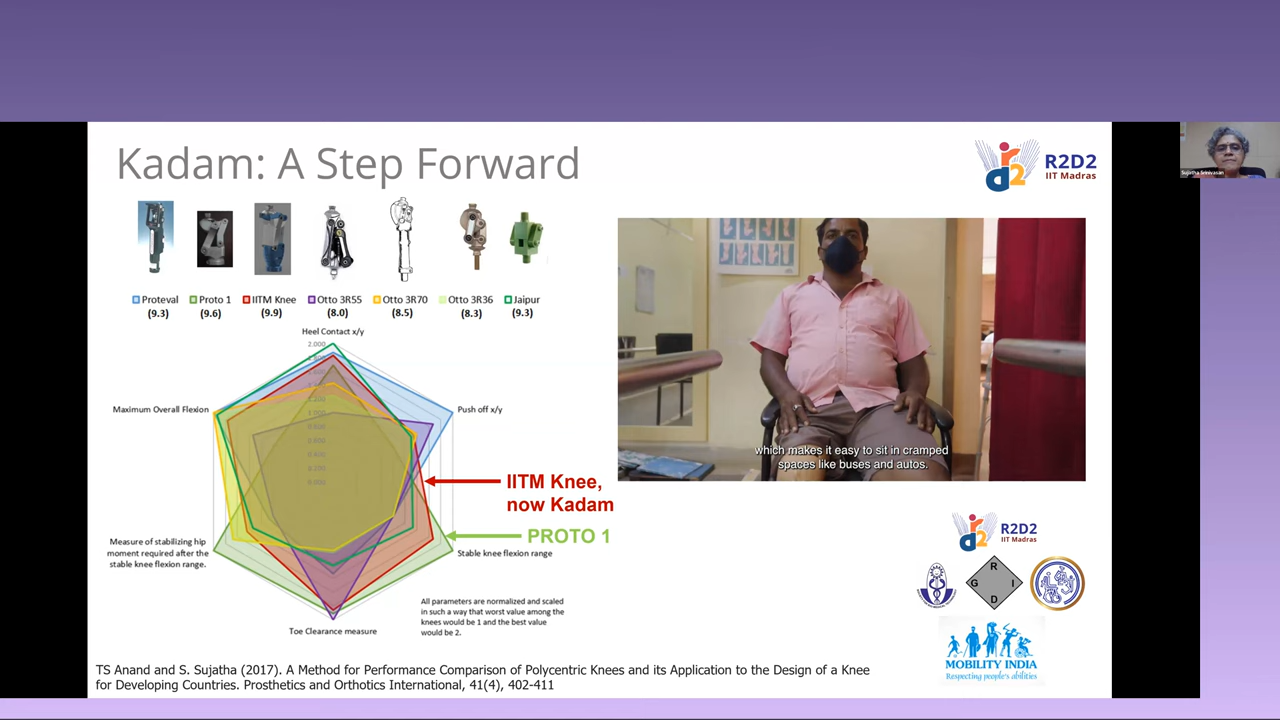 Kadam: A Step Forward
R2D2
IIT Madras
Sujatha Srinivasan
Proteval
Proto 1
IITM Knee
Otto 3R55
Otto 3R70
Otto 3R36
Jaipur
(9.3)
(9.6)
(9.9)
(8.0)
(8.5)
(8.3)
(9.3)
Heel Contact x/y
2.000
Maximum Overall Flexion
Push off x/y
IITM Knee,
now Kadam
PROTO 1
Measure of stabilizing hip
moment required after the
stable knee flexion range.
Stable knee flexion range
Toe Clearance measure
All parameters are normalized and scaled
in such a way that worst value among the
knees would be 1 and the best value
would be 2.
which makes it easy to sit in cramped
spaces like buses and autos.
R2D2
IIT Madras
R
G I
D
MOBILITY INDIA
Respecting people's abilities
TS Anand and S. Sujatha (2017). A Method for Performance Comparison of Polycentric Knees and its Application to the Design of a Knee
for Developing Countries. Prosthetics and Orthotics International, 41(4), 402-411